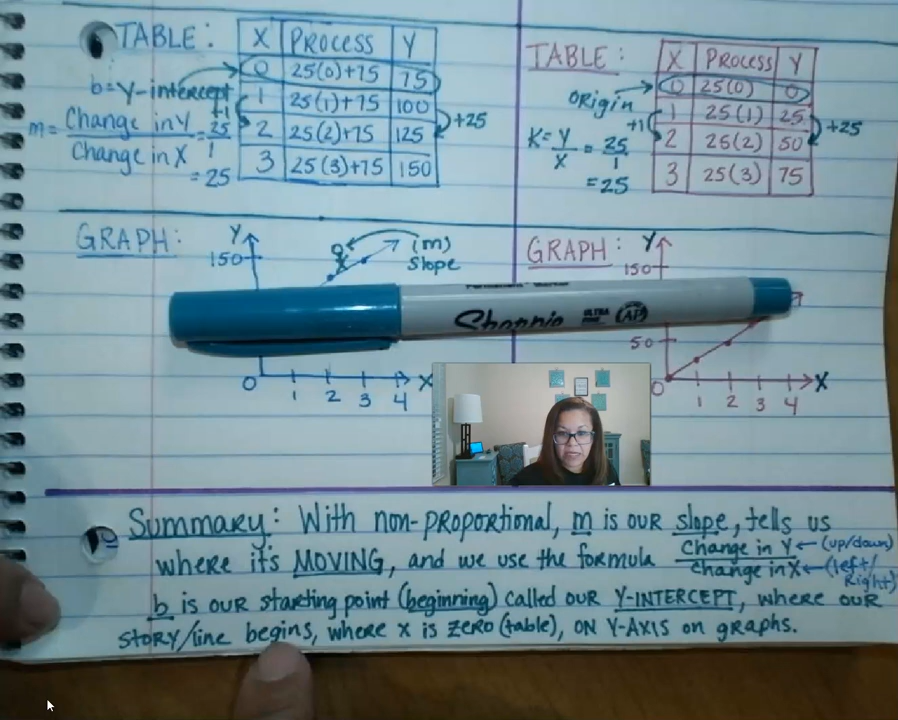 TABLE:
X PROCESS Y
0 25(0)+75 75
1 25(1)+75 100
2 25(2)+75 125
3 25(3)+75 150
b=Y-intercept
+1
+25
m = Change in Y = 25
Change in X 1
= 25
TABLE:
X PROCESS Y
0 25(0) 0
1 25(1) 25
2 25(2) 50
3 25(3) 75
ORIGIN
+1
+25
K = Y = 25
X 1
= 25
GRAPH:
Y
150
(m)
Slope
0 1 2 3 4 X
GRAPH:
Y
150
50
0 1 2 3 4 X
Sharpie ULTRA FINE AP
Summary: With non-proportional, m is our slope, tells us
where it's MOVING, and we use the formula Change in Y ← (up/down)
Change in X ← (left/
Right)
b is our starting point (beginning) called our Y-INTERCEPT, where our
story/line begins, where x is zero (table), on Y-AXIS on graphs.